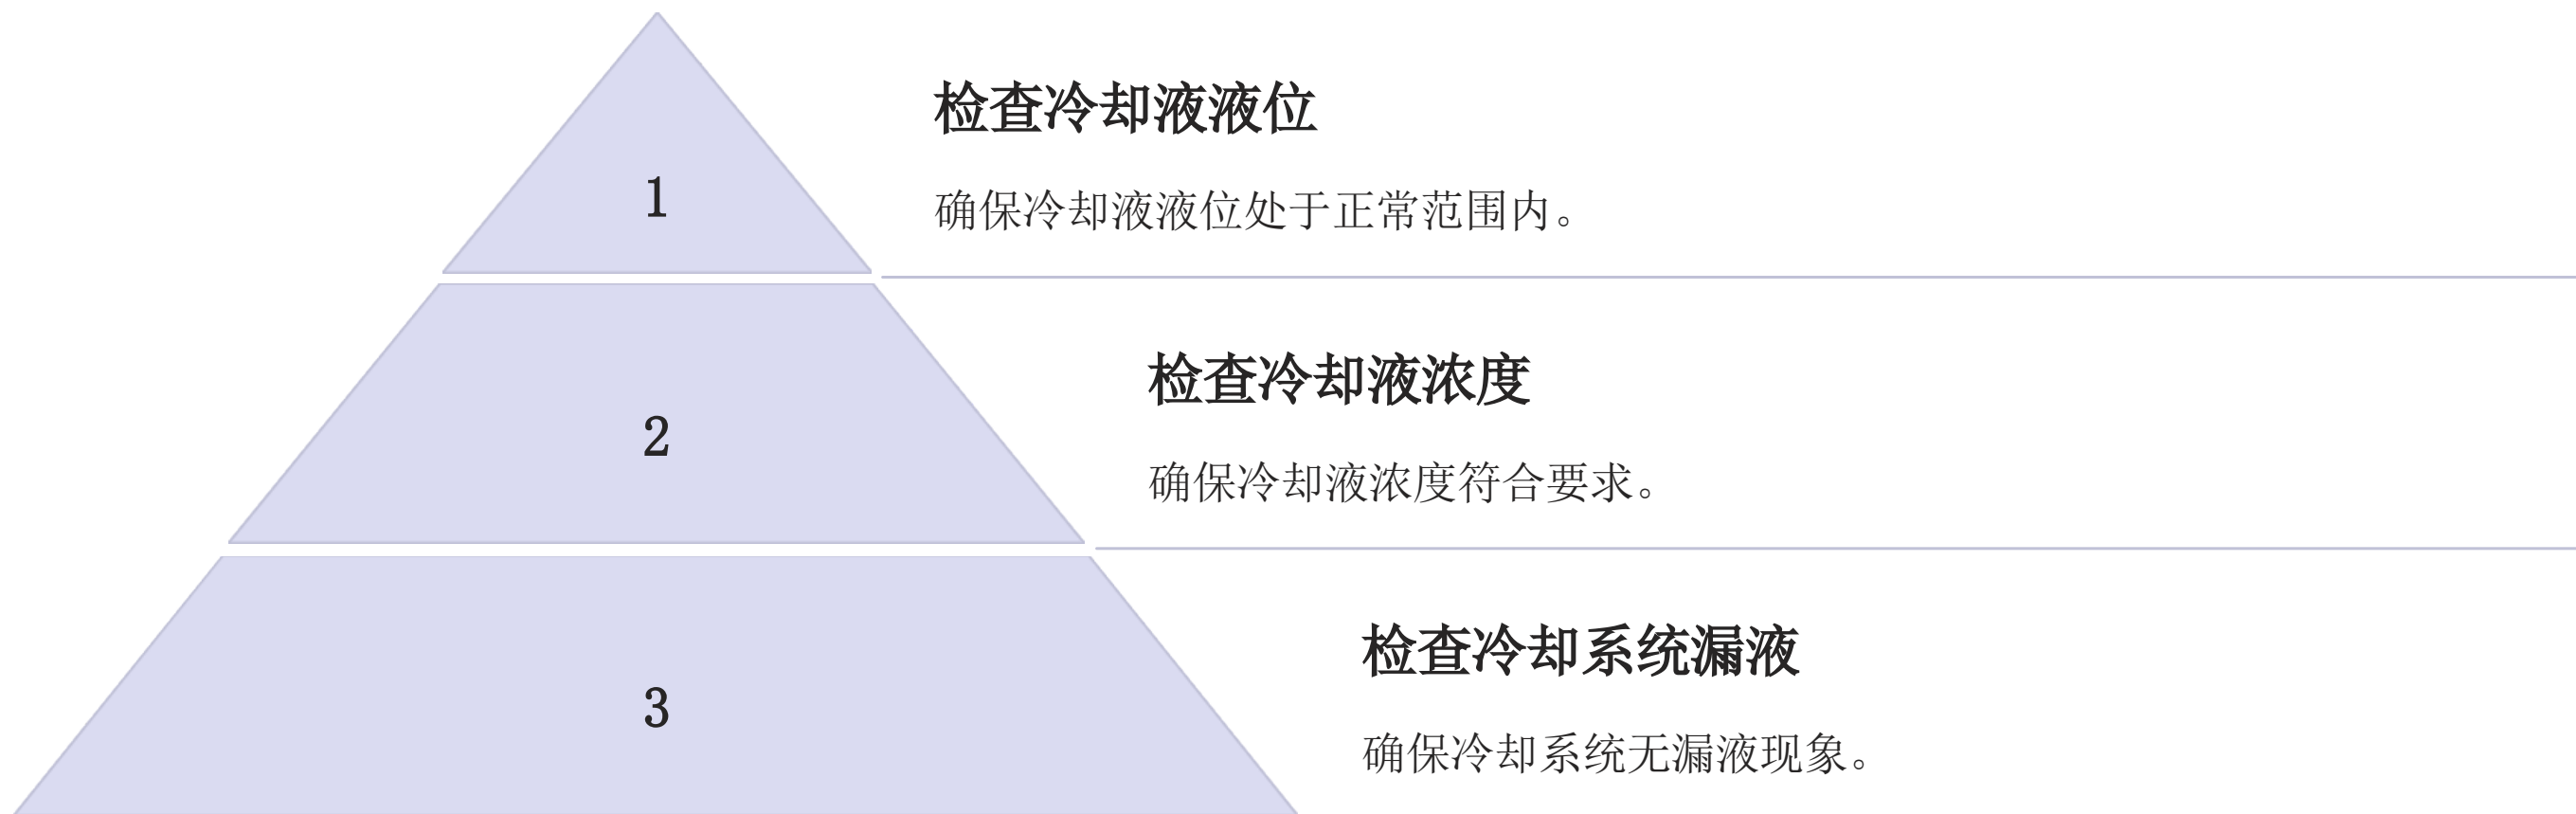 1
检查冷却液液位
确保冷却液液位处于正常范围内。
2
检查冷却液浓度
确保冷却液浓度符合要求。
3
检查冷却系统漏液
确保冷却系统无漏液现象。